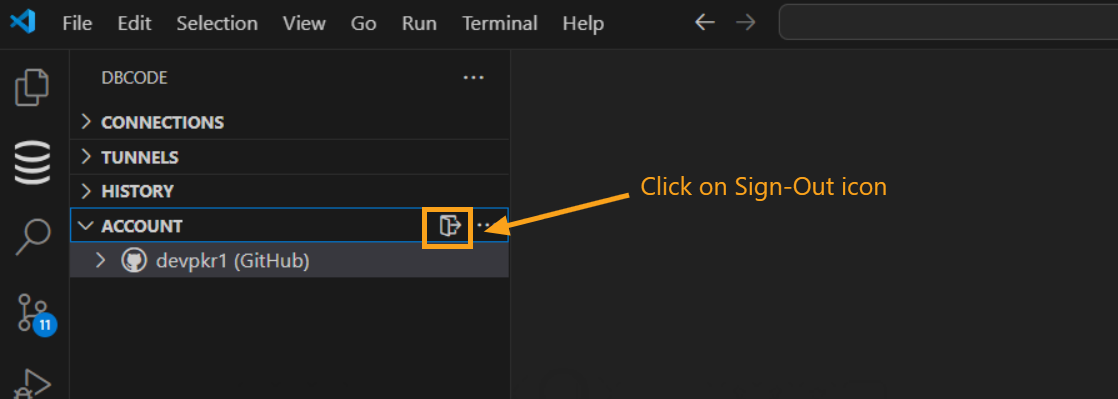 File Edit Selection View Go Run Terminal Help
DBCODE
CONNECTIONS
TUNNELS
HISTORY
Click on Sign-Out icon
ACCOUNT
devpkr1 (GitHub)
11